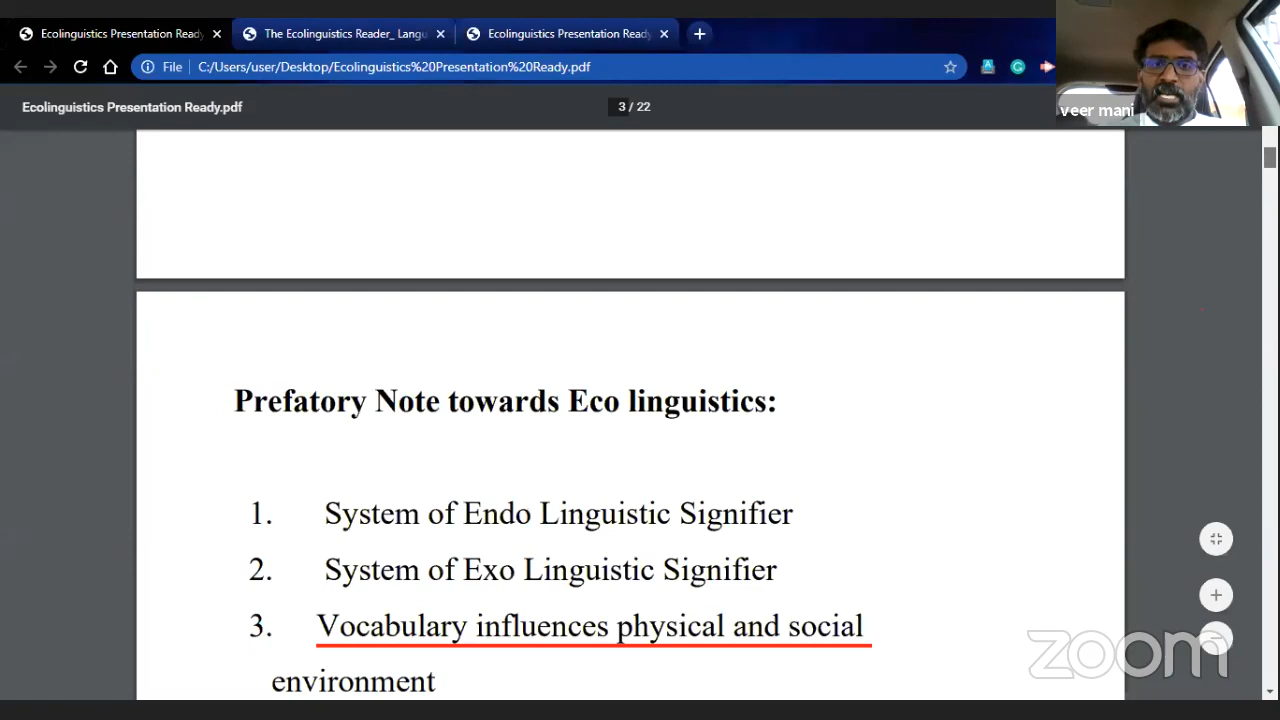 Ecolinguistics Presentation Ready
The Ecolinguistics Reader_ Langu
Ecolinguistics Presentation Ready
File
C:/Users/user/Desktop/Ecolinguistics%20Presentation%20Ready.pdf
veer mani
Ecolinguistics Presentation Ready.pdf
3 / 22
Prefatory Note towards Eco linguistics:
1. System of Endo Linguistic Signifier
2. System of Exo Linguistic Signifier
3. Vocabulary influences physical and social
environment
zoom